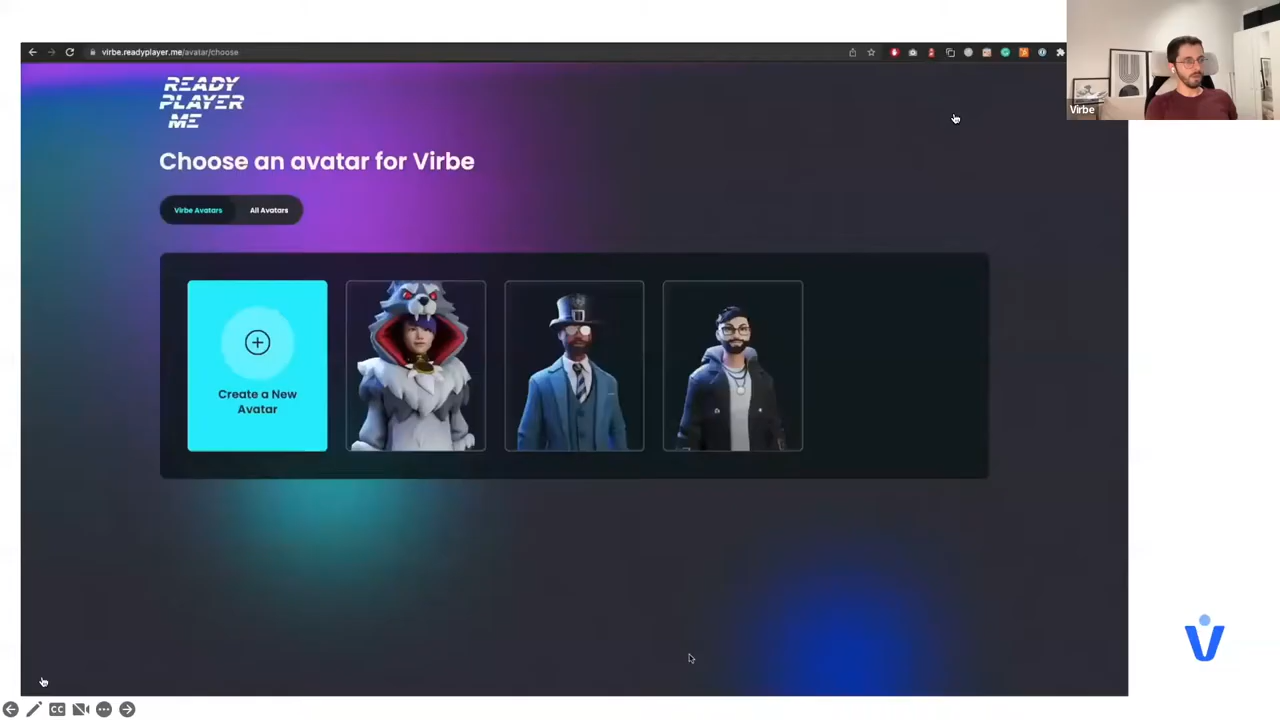 virbe.readyplayer.me/avatar/choose
READY
PLAYER
ME
Virbe
Choose an avatar for Virbe
Virbe Avatars
All Avatars
Create a New
Avatar
CC